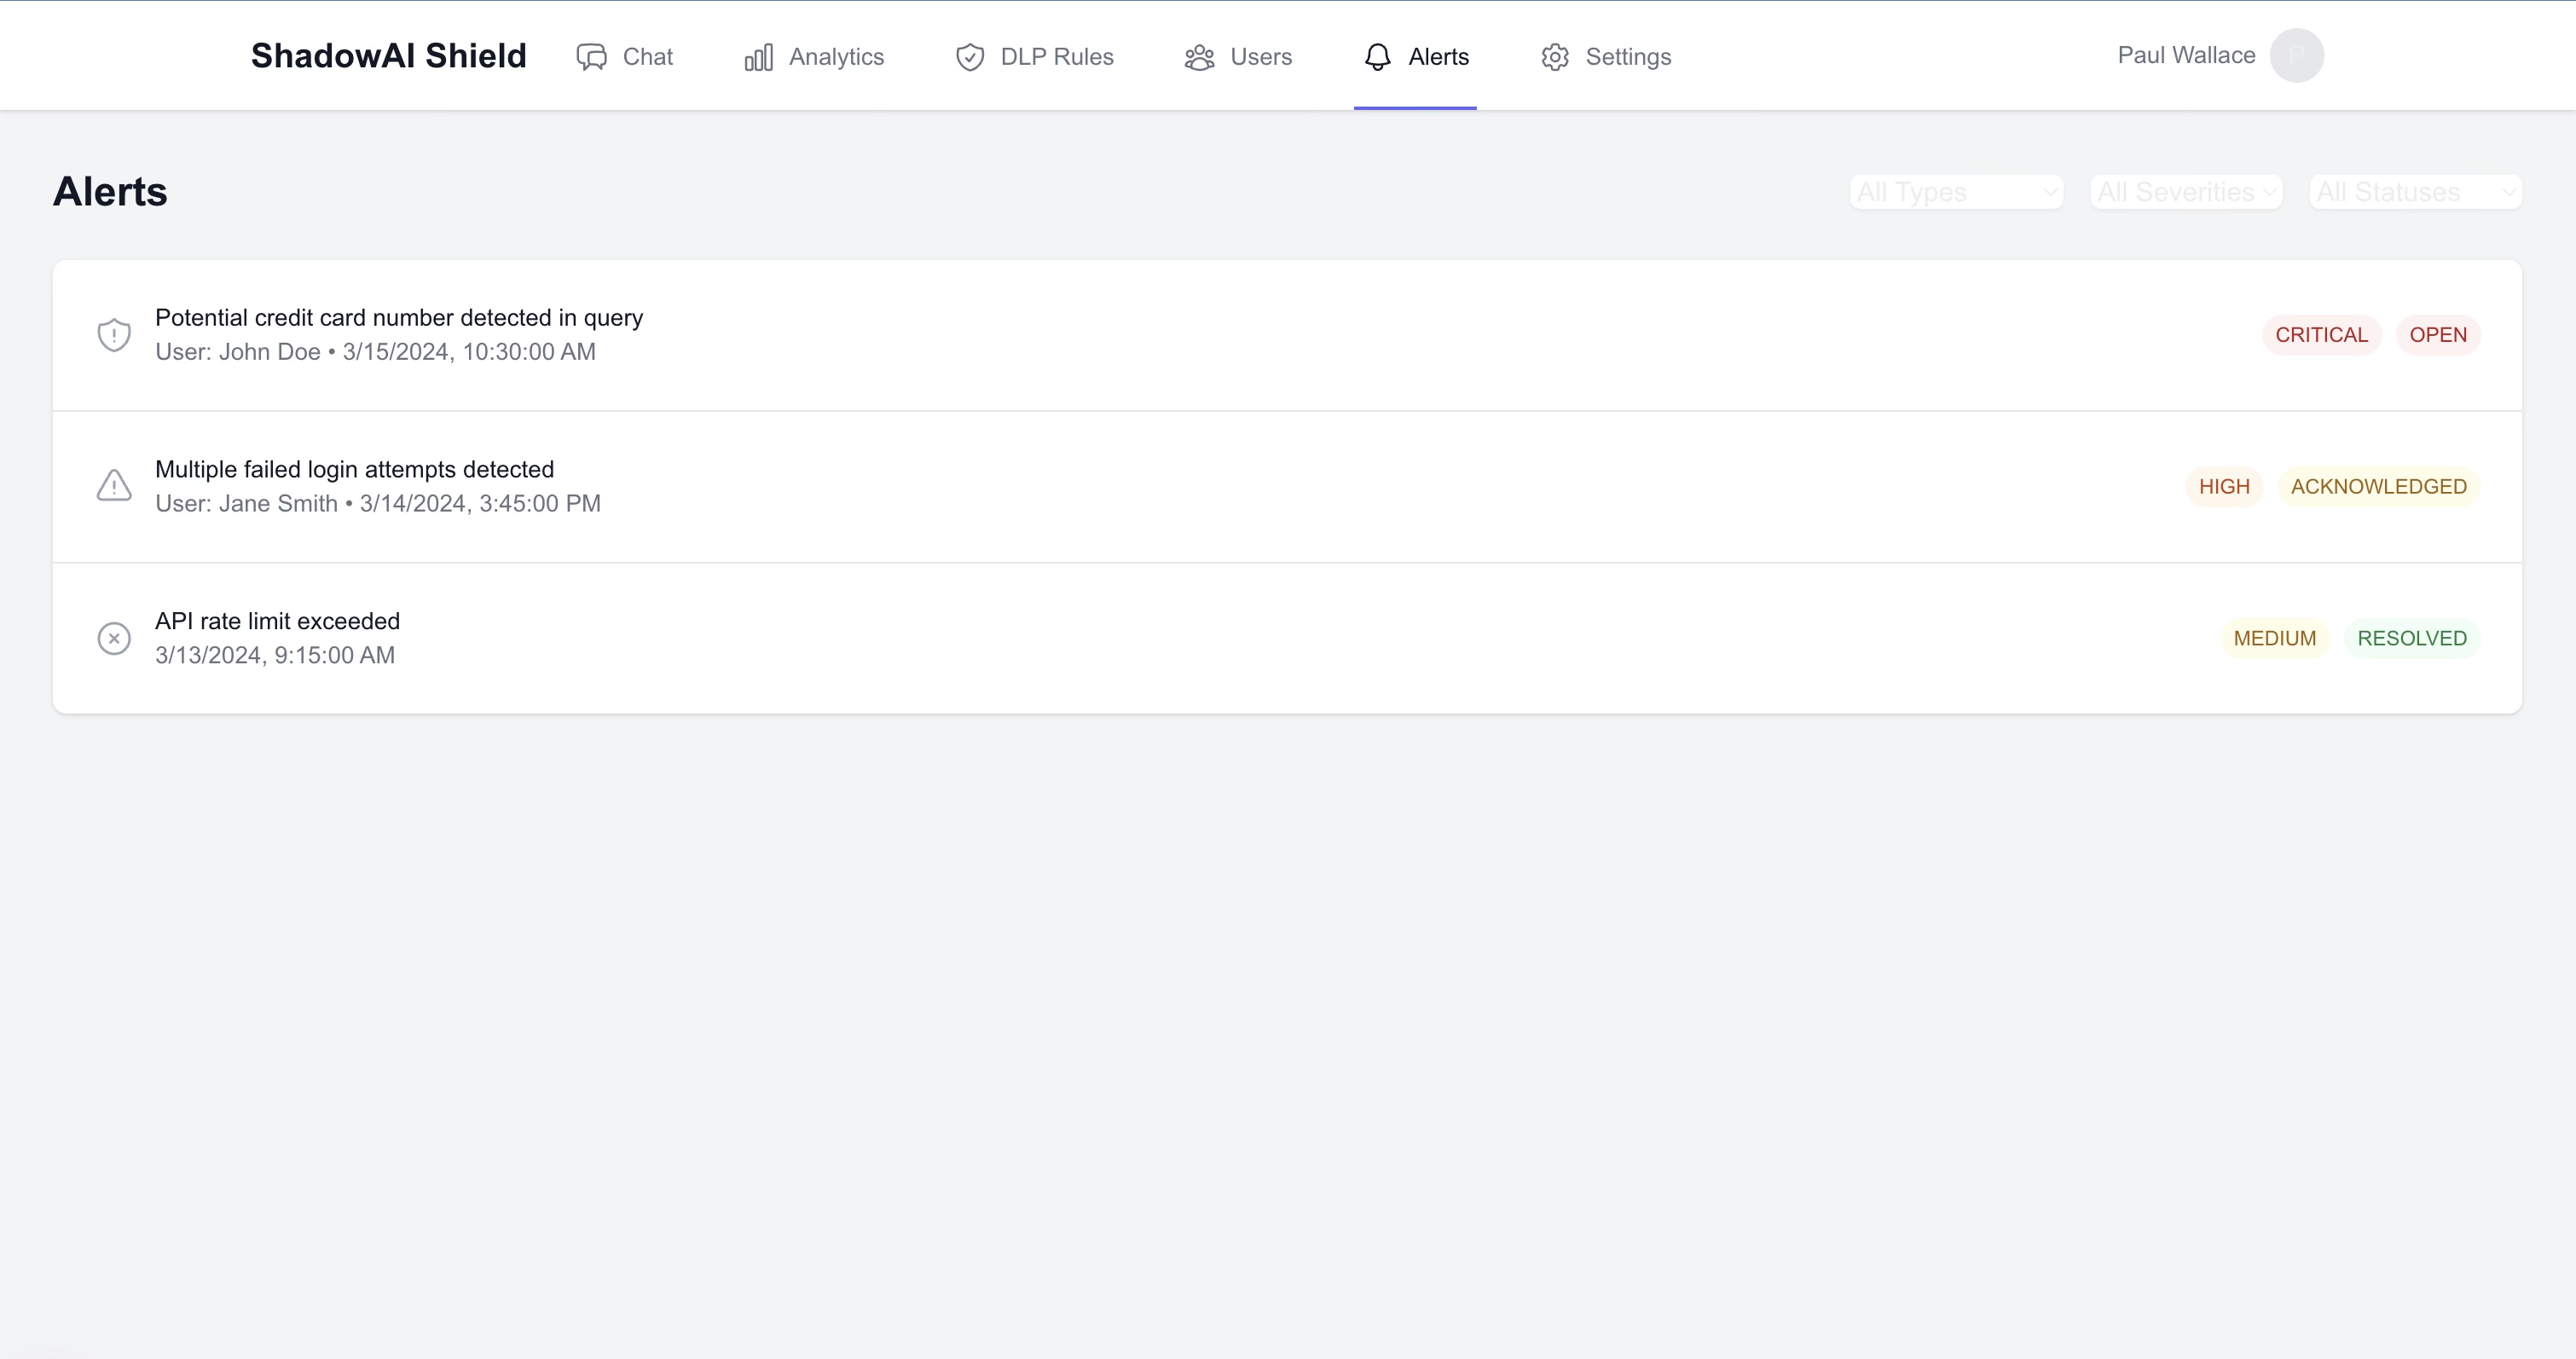 ShadowAI Shield
Chat
Analytics
DLP Rules
Users
Alerts
Settings
Paul Wallace
P
Alerts
All Types
All Severities
All Statuses
Potential credit card number detected in query
User: John Doe • 3/15/2024, 10:30:00 AM
CRITICAL
OPEN
Multiple failed login attempts detected
User: Jane Smith • 3/14/2024, 3:45:00 PM
HIGH
ACKNOWLEDGED
API rate limit exceeded
3/13/2024, 9:15:00 AM
MEDIUM
RESOLVED